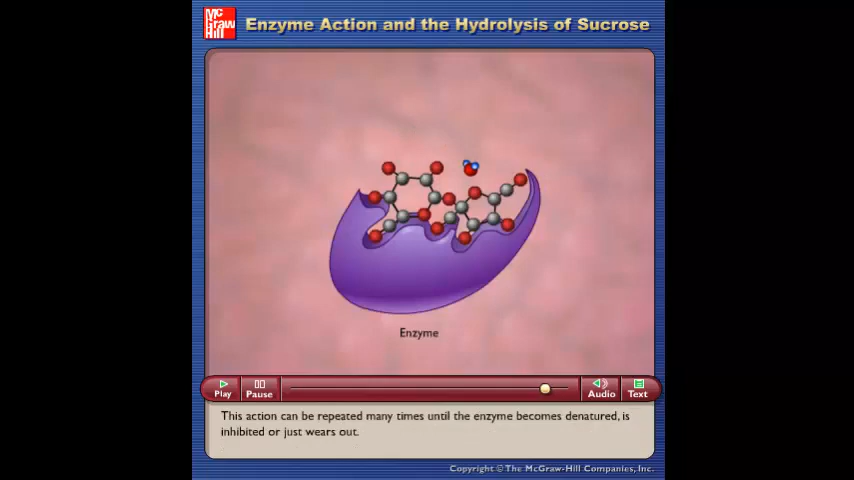 Mc
Graw
Hill
Enzyme Action and the Hydrolysis of Sucrose
Enzyme
Play
Pause
Audio
Text
This action can be repeated many times until the enzyme becomes denatured, is
inhibited or just wears out.
Copyright © The McGraw-Hill Companies, Inc.